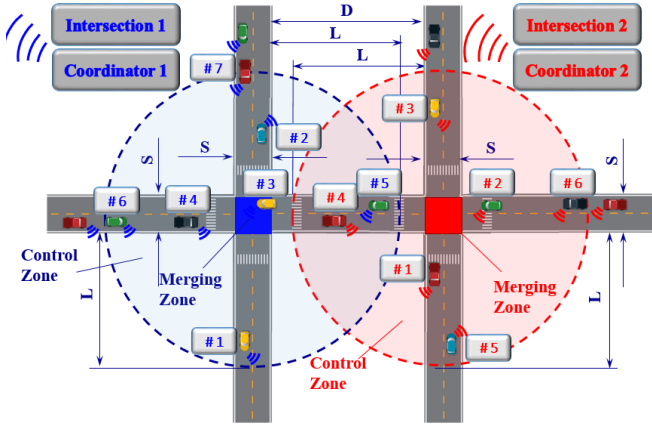 Intersection 1
Coordinator 1
D
L
L
Intersection 2
Coordinator 2
#7
#2
#3
S
S
S
S
#6
#4
#3
#4
#5
#2
#6
Control
Zone
Merging
Zone
#1
Merging
Zone
L
L
#1
Control
Zone
#5